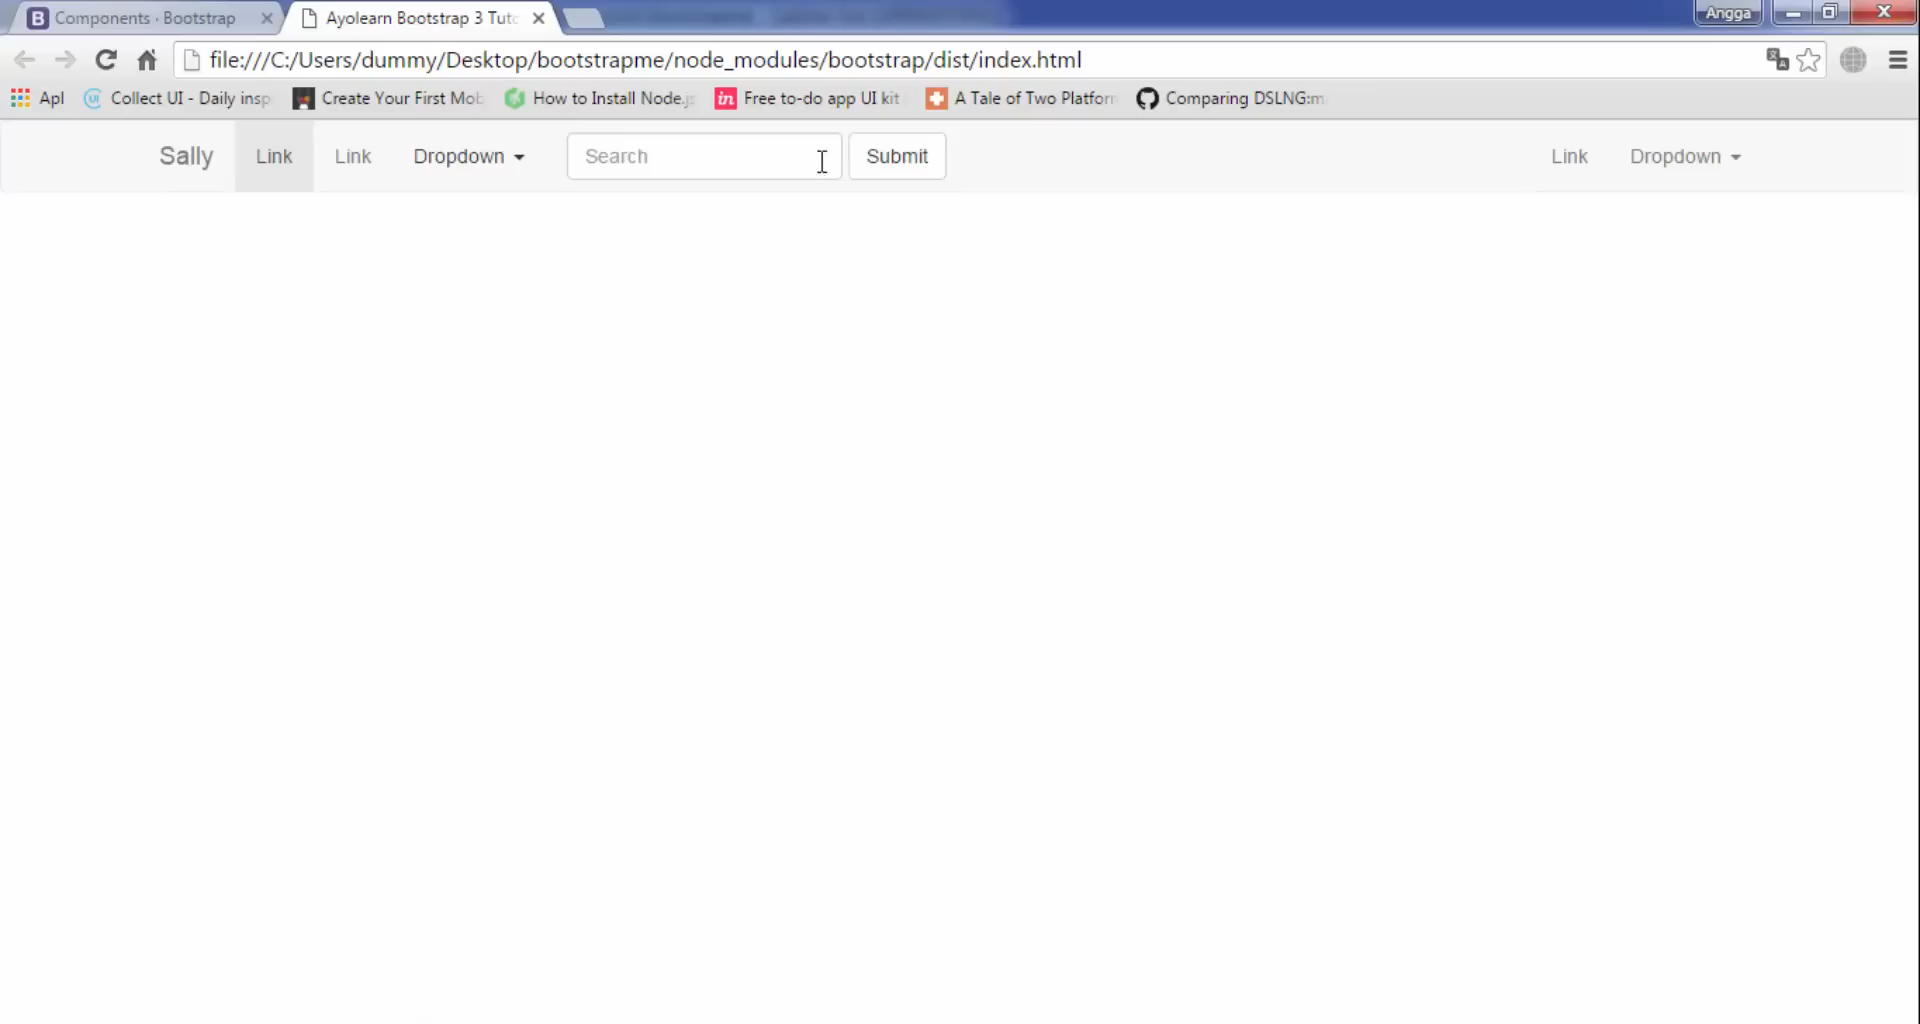 Components · Bootstrap
Ayolearn Bootstrap 3 Tuto
Angga
file:///C:/Users/dummy/Desktop/bootstrapme/node_modules/bootstrap/dist/index.html
Apl Collect UI - Daily insp Create Your First Mob How to Install Node.js Free to-do app UI kit A Tale of Two Platforn Comparing DSLNG:m
Sally Link Link Dropdown Search Submit Link Dropdown